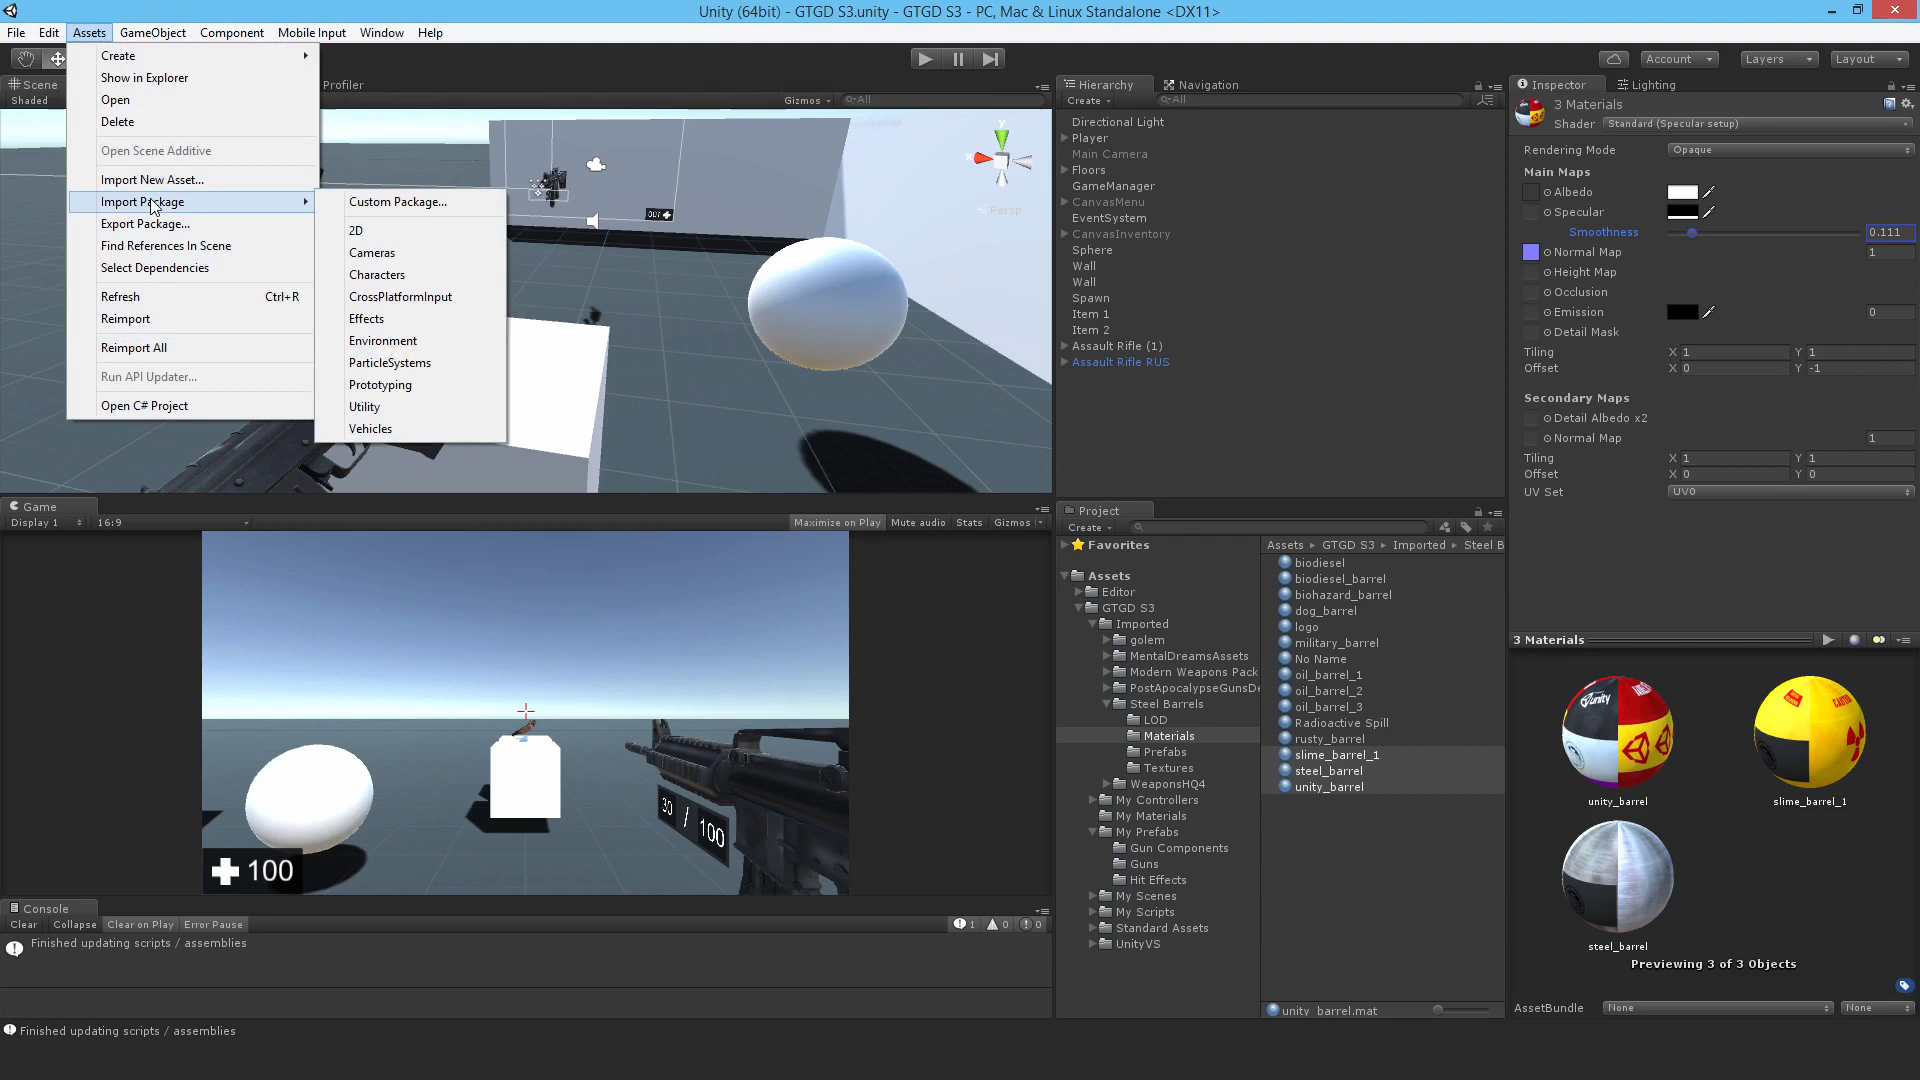 Unity (64bit) - GTGD S3.unity - GTGD S3 - PC, Mac & Linux Standalone <DX11>
File Edit Assets GameObject Component Mobile Input Window Help
Account Layers Layout
Scene Profiler
Shaded Gizmos All
Create
Show in Explorer
Open
Delete
Open Scene Additive
Import New Asset...
Import Package
Export Package...
Find References In Scene
Select Dependencies
Refresh Ctrl+R
Reimport
Reimport All
Run API Updater...
Open C# Project
Custom Package...
2D
Cameras
Characters
CrossPlatformInput
Effects
Environment
ParticleSystems
Prototyping
Utility
Vehicles
Persp
Game
Display 1 16:9 Maximize on Play Mute audio Stats Gizmos
30 / 100
100
Console
Clear Collapse Clear on Play Error Pause 1 0 0
Finished updating scripts / assemblies
Finished updating scripts / assemblies
Hierarchy Navigation
Create All
Directional Light
Player
Main Camera
Floors
GameManager
CanvasMenu
EventSystem
CanvasInventory
Sphere
Wall
Wall
Spawn
Item 1
Item 2
Assault Rifle (1)
Assault Rifle RUS
Project
Create
Favorites
Assets
Editor
GTGD S3
Imported
golem
MentalDreamsAssets
Modern Weapons Pack
PostApocalypseGunsDe
Steel Barrels
LOD
Materials
Prefabs
Textures
WeaponsHQ4
My Controllers
My Materials
My Prefabs
Gun Components
Guns
Hit Effects
My Scenes
My Scripts
Standard Assets
UnityVS
Assets GTGD S3 Imported Steel B
biodiesel
biodiesel_barrel
biohazard_barrel
dog_barrel
logo
military_barrel
No Name
oil_barrel_1
oil_barrel_2
oil_barrel_3
Radioactive Spill
rusty_barrel
slime_barrel_1
steel_barrel
unity_barrel
unity_barrel.mat
Inspector Lighting
3 Materials
Shader Standard (Specular setup)
Rendering Mode Opaque
Main Maps
Albedo
Specular
Smoothness 0.111
Normal Map 1
Height Map
Occlusion
Emission 0
Detail Mask
Tiling X 1 Y 1
Offset X 0 Y -1
Secondary Maps
Detail Albedo x2
Normal Map 1
Tiling X 1 Y 1
Offset X 0 Y 0
UV Set UV0
3 Materials
unity
unity_barrel
slime_barrel_1
steel_barrel
Previewing 3 of 3 Objects
AssetBundle None None